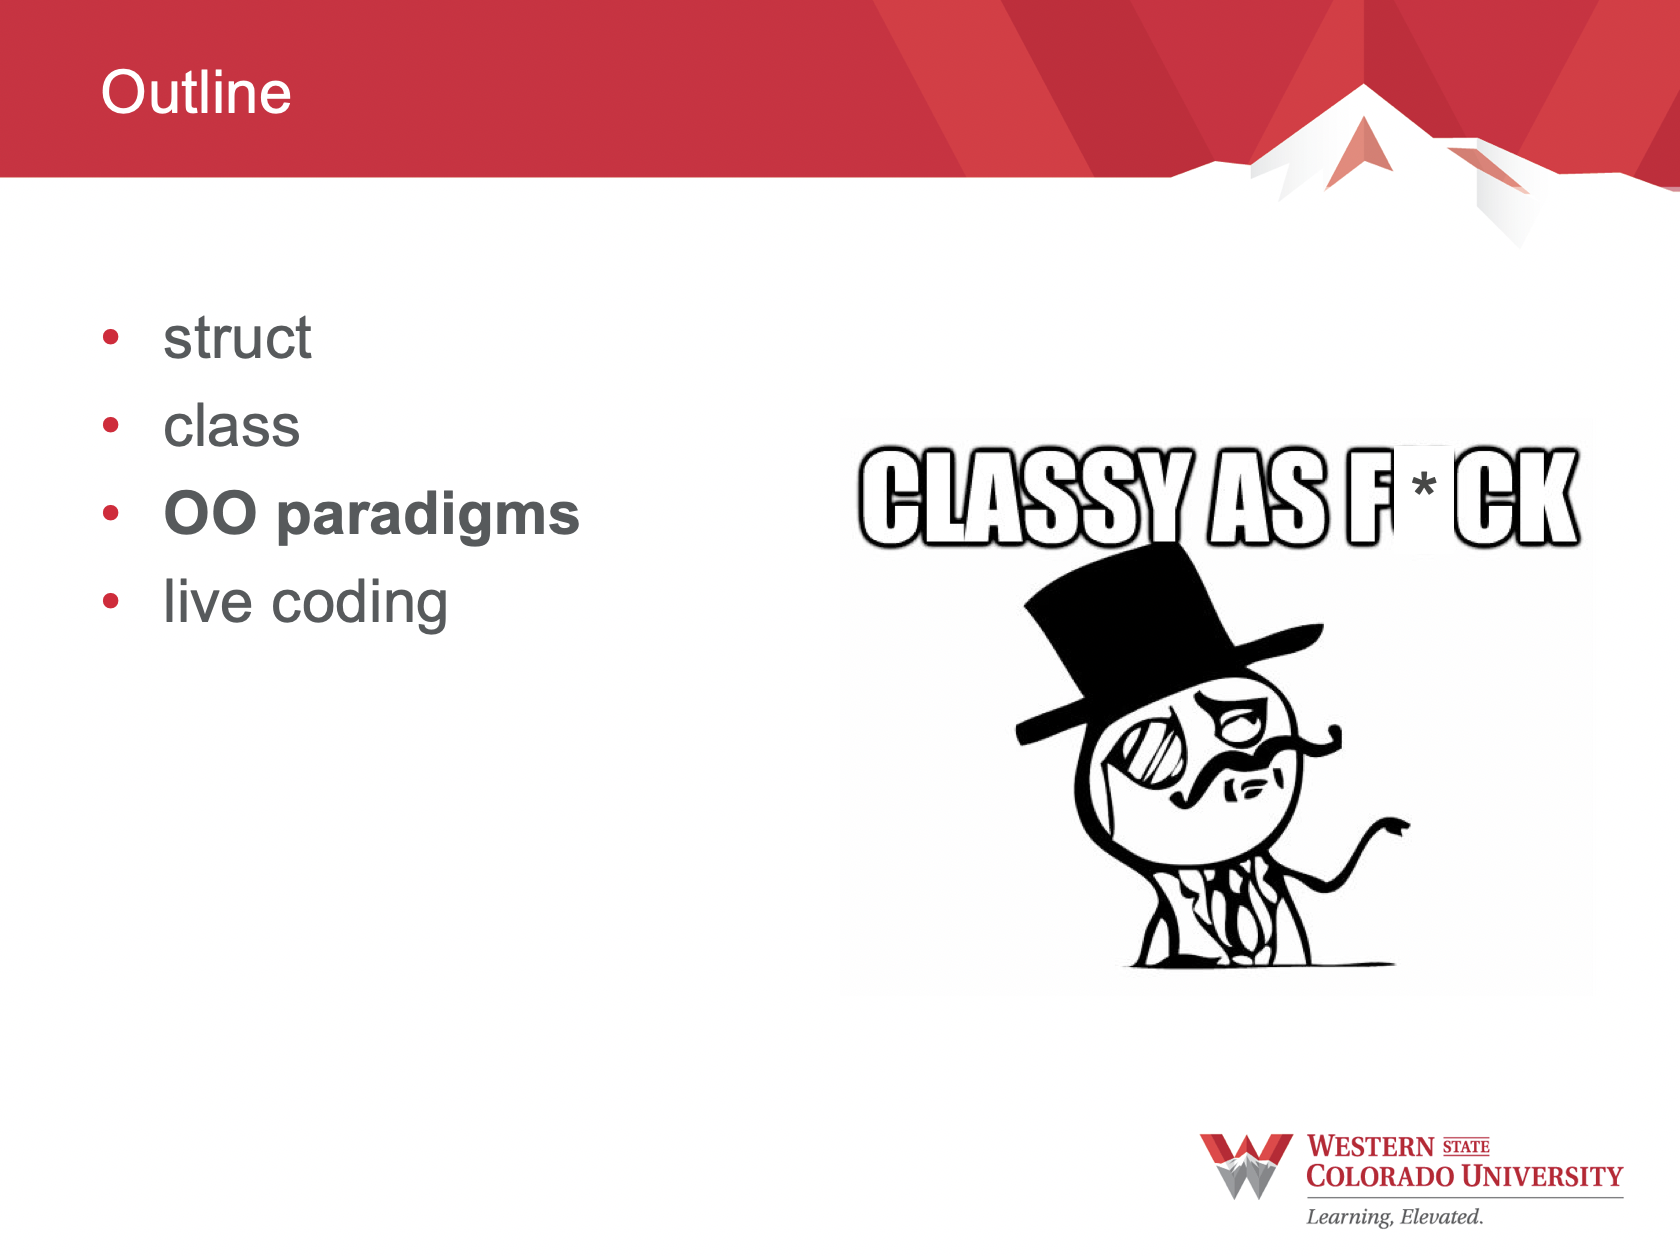 Outline
• struct
• class
• OO paradigms
• live coding
CLASSY AS F*CK
WESTERN STATE
COLORADO UNIVERSITY
Learning, Elevated.